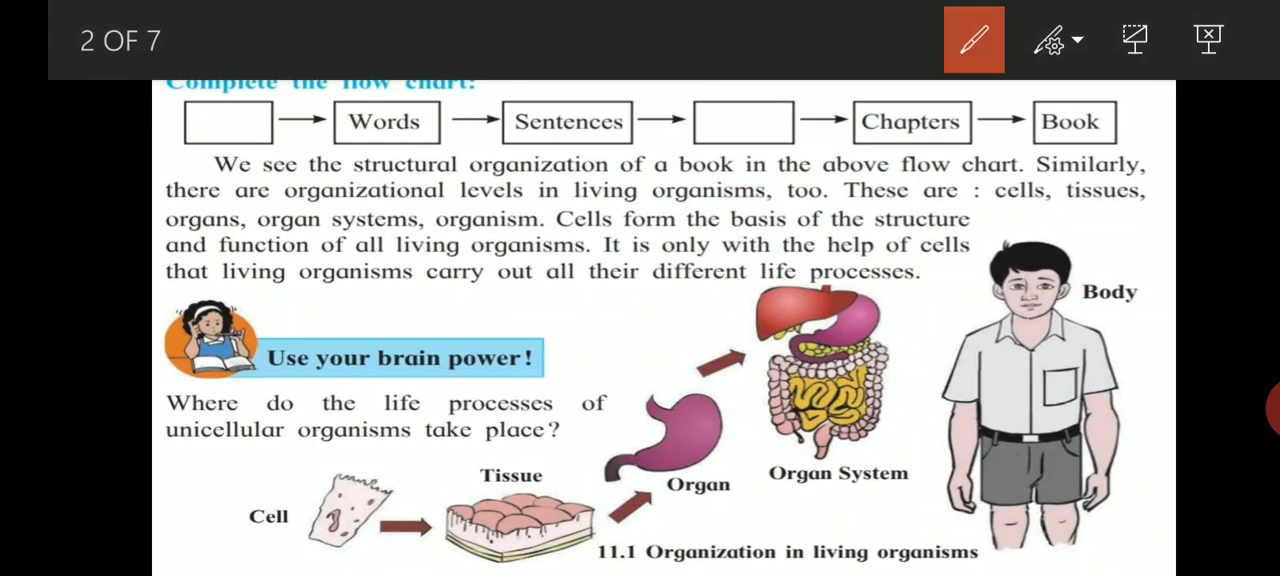 2 OF 7
Complete the flow chart:
Words Sentences Chapters Book
We see the structural organization of a book in the above flow chart. Similarly,
there are organizational levels in living organisms, too. These are : cells, tissues,
organs, organ systems, organism. Cells form the basis of the structure
and function of all living organisms. It is only with the help of cells
that living organisms carry out all their different life processes.
Body
Use your brain power!
Where do the life processes of
unicellular organisms take place?
Tissue
Organ System
Organ
Cell
11.1 Organization in living organisms